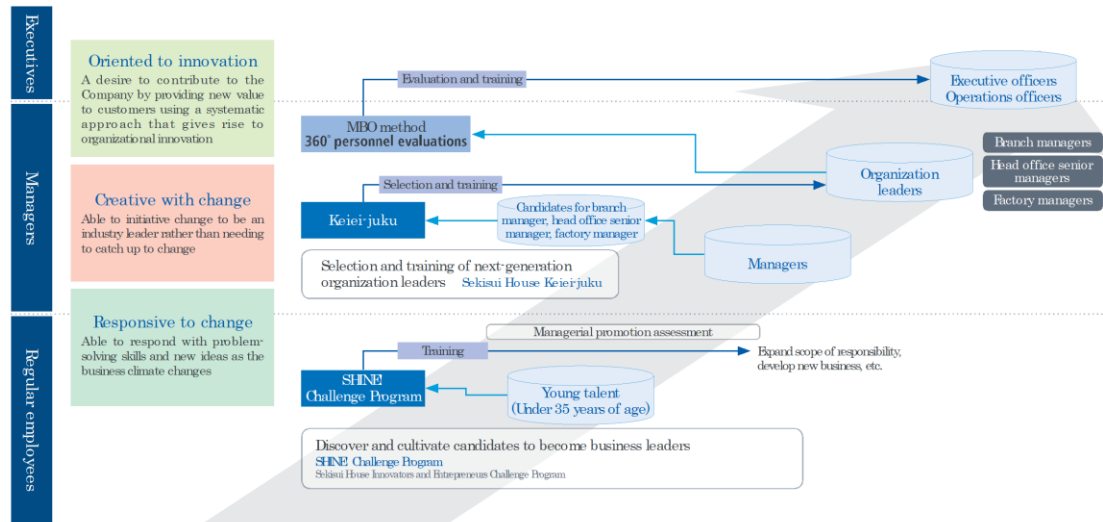 Executives
Managers
Regular employees
Oriented to innovation
A desire to contribute to the
Company by providing new value
to customers using a systematic
approach that gives rise to
organizational innovation
Creative with change
Able to initiative change to be an
industry leader rather than needing
to catch up to change
Responsive to change
Able to respond with problem-
solving skills and new ideas as the
business climate changes
Evaluation and training
Executive officers
Operations officers
MBO method
360° personnel evaluations
Branch managers
Head office senior
managers
Factory managers
Organization
leaders
Selection and training
Keiei-juku
Candidates for branch
manager, head office senior
manager, factory manager
Managers
Selection and training of next-generation
organization leaders Sekisui House Keiei-juku
Managerial promotion assessment
Training
Expand scope of responsibility,
develop new business, etc.
SHINE!
Challenge Program
Young talent
(Under 35 years of age)
Discover and cultivate candidates to become business leaders
SHINE! Challenge Program
Sekisui House Innovators and Entrepreneurs Challenge Program